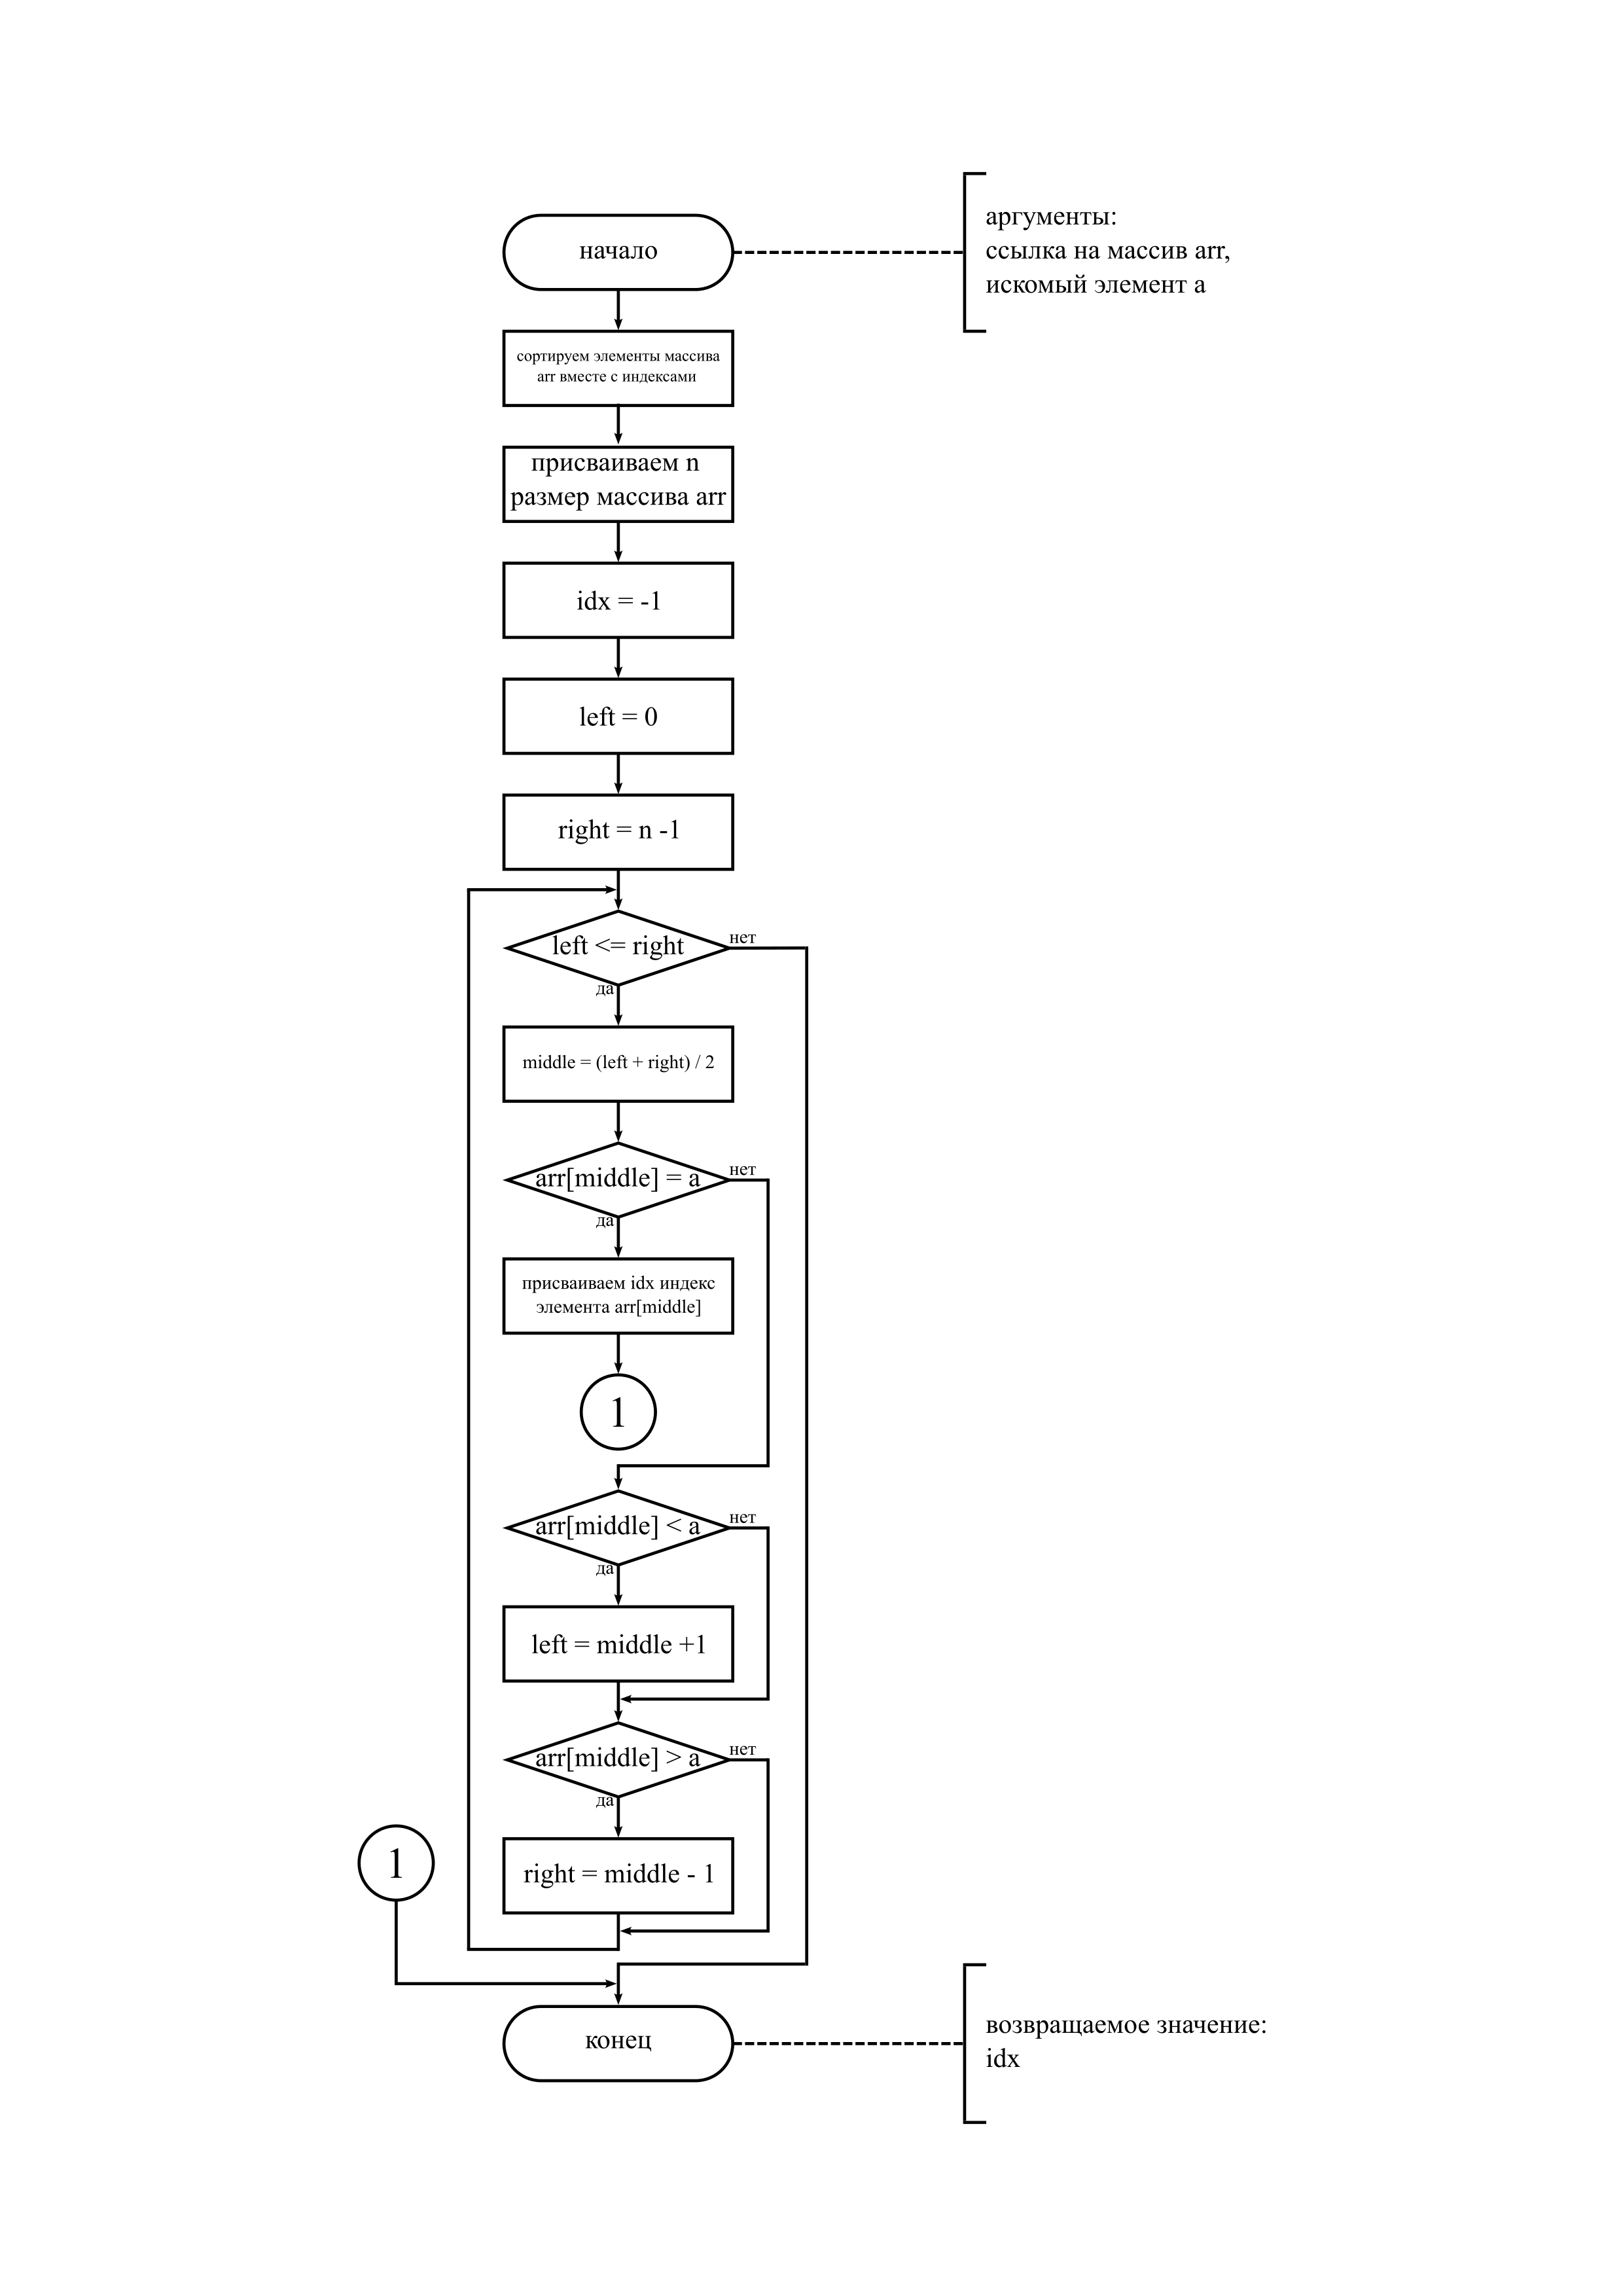 начало
аргументы:
ссылка на массив arr,
искомый элемент a
сортируем элементы массива
arr вместе с индексами
присваиваем n
размер массива arr
idx = -1
left = 0
right = n -1
left <= right
нет
да
middle = (left + right) / 2
arr[middle] = a
нет
да
присваиваем idx индекс
элемента arr[middle]
1
arr[middle] < a
нет
да
left = middle +1
arr[middle] > a
нет
да
1
right = middle - 1
конец
возвращаемое значение:
idx